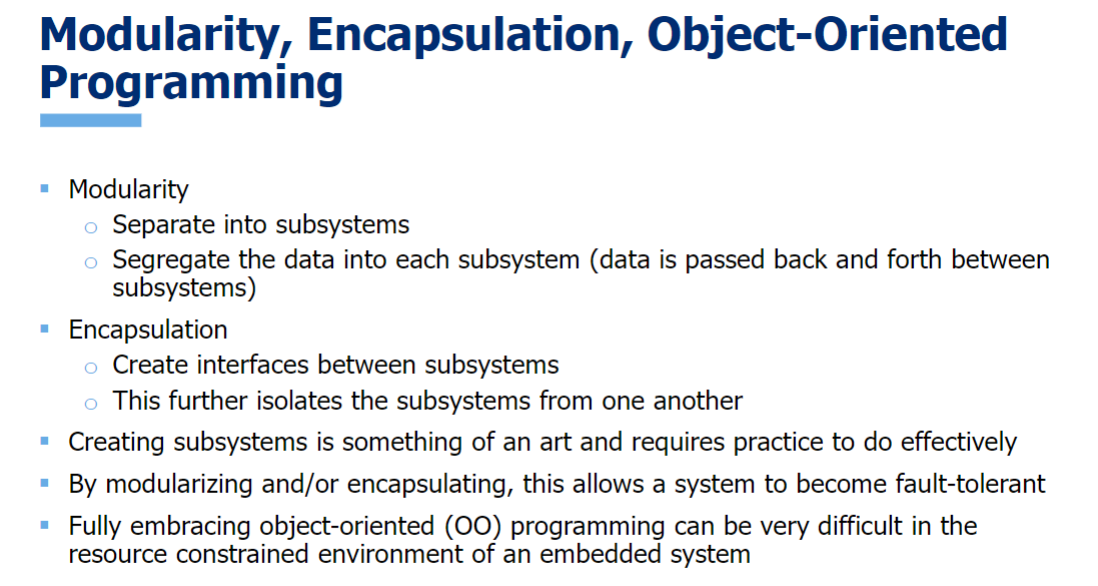 Modularity, Encapsulation, Object-Oriented
Programming
▪ Modularity
o Separate into subsystems
o Segregate the data into each subsystem (data is passed back and forth between
subsystems)
▪ Encapsulation
o Create interfaces between subsystems
o This further isolates the subsystems from one another
▪ Creating subsystems is something of an art and requires practice to do effectively
▪ By modularizing and/or encapsulating, this allows a system to become fault-tolerant
▪ Fully embracing object-oriented (OO) programming can be very difficult in the
resource constrained environment of an embedded system